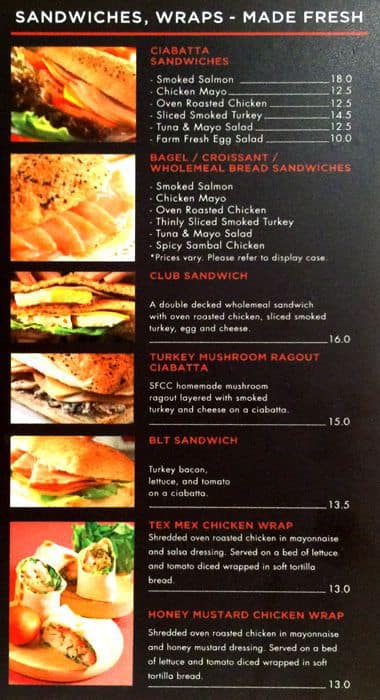 SANDWICHES, WRAPS - MADE FRESH
CIABATTA
SANDWICHES
- Smoked Salmon 18.0
- Chicken Mayo 12.5
- Oven Roasted Chicken 12.5
- Sliced Smoked Turkey 14.5
- Tuna & Mayo Salad 12.5
- Farm Fresh Egg Salad 10.0
BAGEL / CROISSANT /
WHOLEMEAL BREAD SANDWICHES
- Smoked Salmon
- Chicken Mayo
- Oven Roasted Chicken
- Thinly Sliced Smoked Turkey
- Tuna & Mayo Salad
- Spicy Sambal Chicken
*Prices vary. Please refer to display case.
CLUB SANDWICH
A double decked wholemeal sandwich
with oven roasted chicken, sliced smoked
turkey, egg and cheese.
16.0
TURKEY MUSHROOM RAGOUT
CIABATTA
SFCC homemade mushroom
ragout layered with smoked
turkey and cheese on a ciabatta.
15.0
BLT SANDWICH
Turkey bacon,
lettuce, and tomato
on a ciabatta.
13.5
TEX MEX CHICKEN WRAP
Shredded oven roasted chicken in mayonnaise
and salsa dressing. Served on a bed of lettuce
and tomato diced wrapped in soft tortilla
bread.
13.0
HONEY MUSTARD CHICKEN WRAP
Shredded oven roasted chicken in mayonnaise
and honey mustard dressing. Served on a bed
of lettuce and tomato diced wrapped in soft
tortilla bread.
13.0